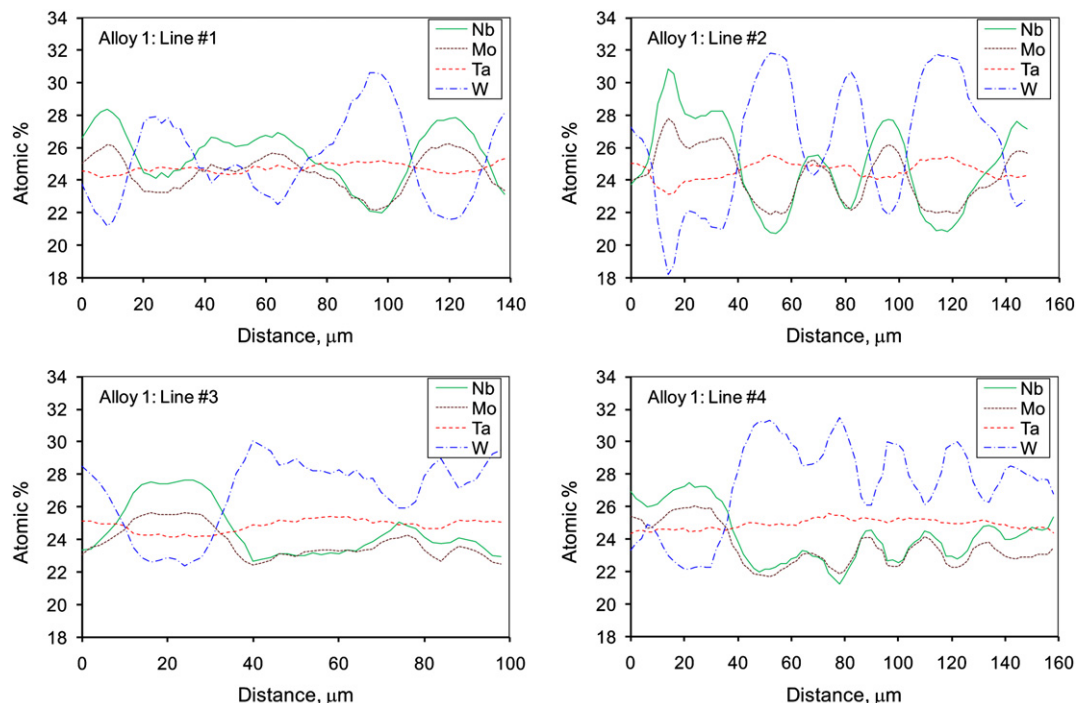 Alloy 1: Line #1
Nb
Mo
Ta
W
Atomic %
34
32
30
28
26
24
22
20
18
0 20 40 60 80 100 120 140
Distance, μm
Alloy 1: Line #2
Nb
Mo
Ta
W
Atomic %
34
32
30
28
26
24
22
20
18
0 20 40 60 80 100 120 140 160
Distance, μm
Alloy 1: Line #3
Nb
Mo
Ta
W
Atomic %
34
32
30
28
26
24
22
20
18
0 20 40 60 80 100
Distance, μm
Alloy 1: Line #4
Nb
Mo
Ta
W
Atomic %
34
32
30
28
26
24
22
20
18
0 20 40 60 80 100 120 140 160
Distance, μm